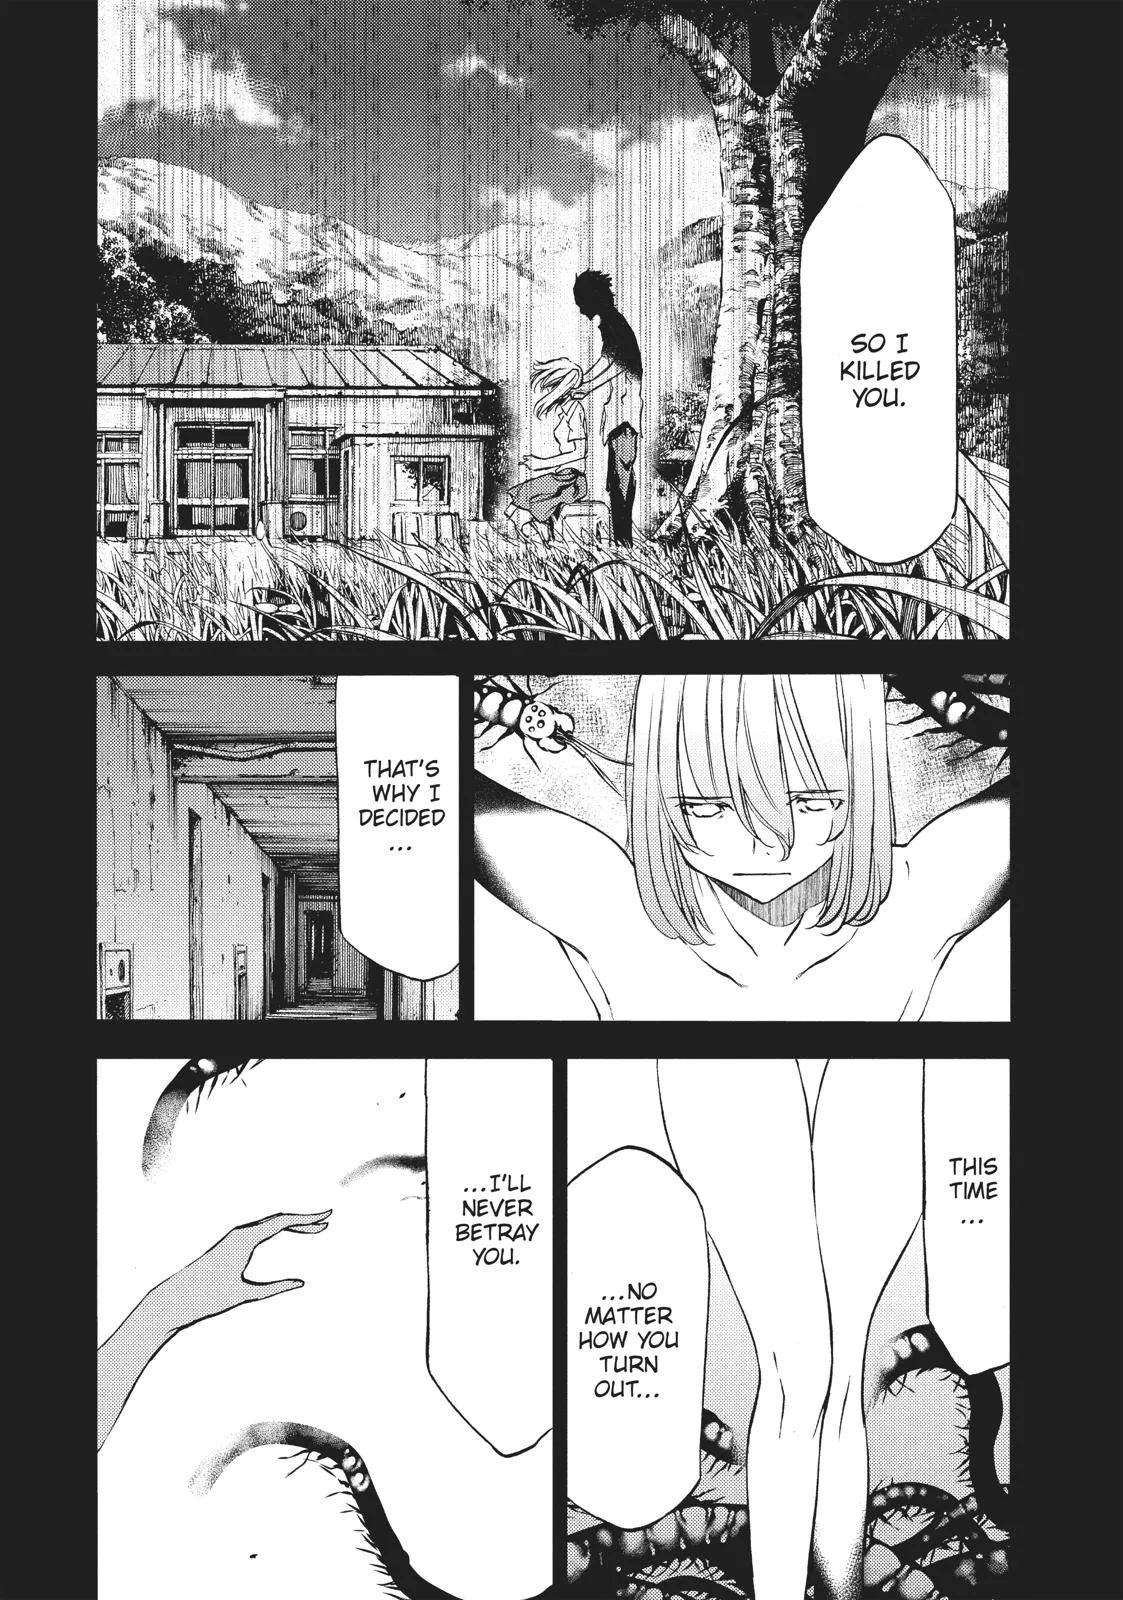 SO I
KILLED
YOU.
THAT'S
WHY I
DECIDED
...
THIS
TIME
...
...NO
MATTER
HOW YOU
TURN
OUT...
...I'LL
NEVER
BETRAY
YOU.